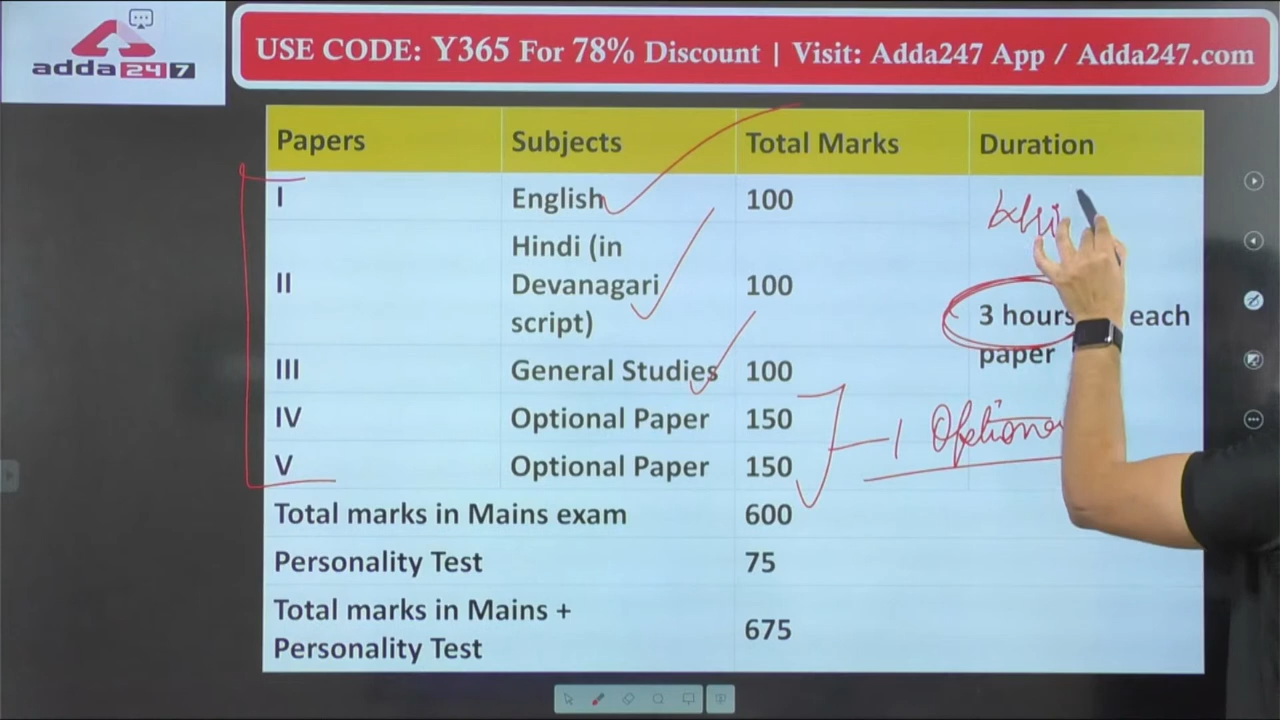 adda247
USE CODE: Y365 For 78% Discount | Visit: Adda247 App / Adda247.com
Papers Subjects Total Marks Duration
I English 100
II Hindi (in Devanagari script) 100
3 hours each paper
III General Studies 100
IV Optional Paper 150
1 Optional
V Optional Paper 150
Total marks in Mains exam 600
Personality Test 75
Total marks in Mains + Personality Test 675